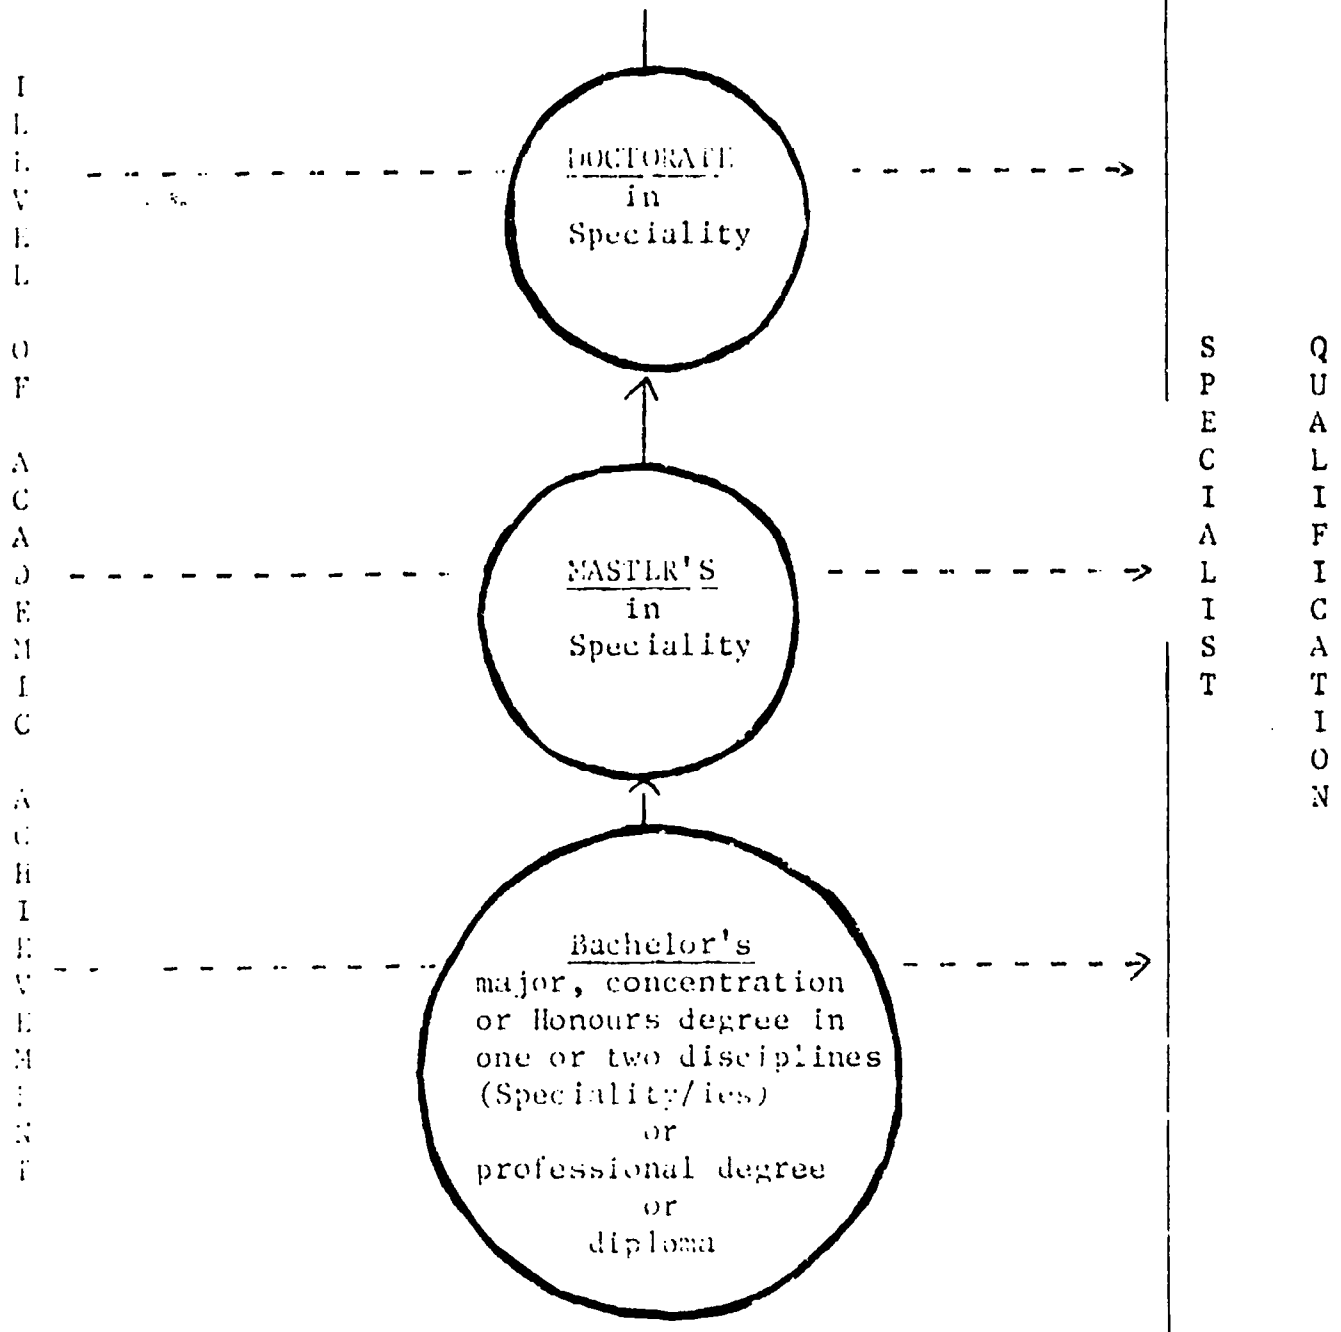 LEVEL OF ACADEMIC ACHIEVEMENT
DOCTORATE
in
Speciality
MASTER'S
in
Speciality
Bachelor's
major, concentration
or Honours degree in
one or two disciplines
(Speciality/ies)
or
professional degree
or
diploma
SPECIALIST
QUALIFICATION